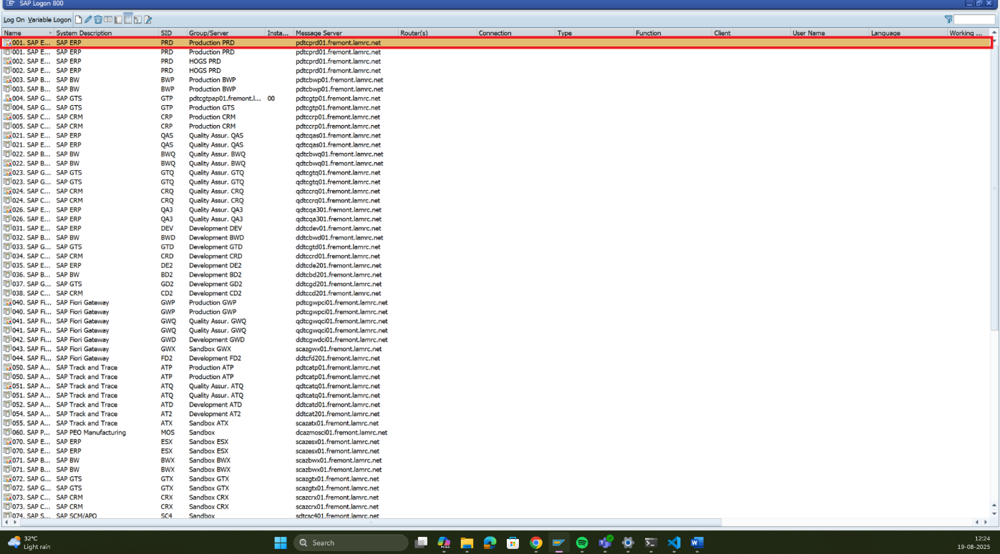 SAP Logon 800
Log On Variable Logon
Name System Description SID Group/Server Insta... Message Server Router(s) Connection Type Function Client User Name Language Working ...
001. SAP E... SAP ERP PRD Production PRD pdtcprd01.fremont.lamrc.net
001. SAP E... SAP ERP PRD Production PRD pdtcprd01.fremont.lamrc.net
002. SAP E... SAP ERP PRD HOGS PRD pdtcprd01.fremont.lamrc.net
002. SAP E... SAP ERP PRD HOGS PRD pdtcprd01.fremont.lamrc.net
003. SAP B... SAP BW BWP Production BWP pdtcbwp01.fremont.lamrc.net
003. SAP B... SAP BW BWP Production BWP pdtcbwp01.fremont.lamrc.net
004. SAP G... SAP GTS GTP pdtcgtpap01.fremont.l... 00 pdtcgtp01.fremont.lamrc.net
004. SAP G... SAP GTS GTP Production GTS pdtcgtp01.fremont.lamrc.net
005. SAP C... SAP CRM CRP Production CRM pdtccrp01.fremont.lamrc.net
005. SAP C... SAP CRM CRP Production CRM pdtccrp01.fremont.lamrc.net
021. SAP E... SAP ERP QAS Quality Assur. QAS qdtcqas01.fremont.lamrc.net
021. SAP E... SAP ERP QAS Quality Assur. QAS qdtcqas01.fremont.lamrc.net
022. SAP B... SAP BW BWQ Quality Assur. BWQ qdtcbwq01.fremont.lamrc.net
022. SAP B... SAP BW BWQ Quality Assur. BWQ qdtcbwq01.fremont.lamrc.net
023. SAP G... SAP GTS GTQ Quality Assur. GTQ qdtcgtq01.fremont.lamrc.net
023. SAP G... SAP GTS GTQ Quality Assur. GTQ qdtcgtq01.fremont.lamrc.net
024. SAP C... SAP CRM CRQ Quality Assur. CRQ qdtccrq01.fremont.lamrc.net
024. SAP C... SAP CRM CRQ Quality Assur. CRQ qdtccrq01.fremont.lamrc.net
026. SAP E... SAP ERP QA3 Quality Assur. QA3 qdtcqa301.fremont.lamrc.net
026. SAP E... SAP ERP QA3 Quality Assur. QA3 qdtcqa301.fremont.lamrc.net
031. SAP E... SAP ERP DEV Development DEV ddtcdev01.fremont.lamrc.net
032. SAP B... SAP BW BWD Development BWD ddtcbwd01.fremont.lamrc.net
033. SAP G... SAP GTS GTD Development GTD ddtcgtd01.fremont.lamrc.net
034. SAP C... SAP CRM CRD Development CRD ddtccrd01.fremont.lamrc.net
035. SAP E... SAP ERP DE2 Development DE2 ddtcde201.fremont.lamrc.net
036. SAP B... SAP BW BD2 Development BD2 ddtcbd201.fremont.lamrc.net
037. SAP G... SAP GTS GD2 Development GD2 ddtcgd201.fremont.lamrc.net
038. SAP C... SAP CRM CD2 Development CD2 ddtccd201.fremont.lamrc.net
040. SAP Fi... SAP Fiori Gateway GWP Production GWP pdtcgwpci01.fremont.lamrc.net
040. SAP Fi... SAP Fiori Gateway GWP Production GWP pdtcgwpci01.fremont.lamrc.net
041. SAP Fi... SAP Fiori Gateway GWQ Quality Assur. GWQ qdtcgwqci01.fremont.lamrc.net
041. SAP Fi... SAP Fiori Gateway GWQ Quality Assur. GWQ qdtcgwqci01.fremont.lamrc.net
042. SAP Fi... SAP Fiori Gateway GWD Development GWD ddtcgwdci01.fremont.lamrc.net
043. SAP Fi... SAP Fiori Gateway GWX Sandbox GWX scazgwx01.fremont.lamrc.net
044. SAP Fi... SAP Fiori Gateway FD2 Development FD2 ddtcfd201.fremont.lamrc.net
050. SAP A... SAP Track and Trace ATP Production ATP pdtcatp01.fremont.lamrc.net
050. SAP A... SAP Track and Trace ATP Production ATP pdtcatp01.fremont.lamrc.net
051. SAP A... SAP Track and Trace ATQ Quality Assur. ATQ qdtcatq01.fremont.lamrc.net
051. SAP A... SAP Track and Trace ATQ Quality Assur. ATQ qdtcatq01.fremont.lamrc.net
052. SAP A... SAP Track and Trace ATD Development ATD ddtcatd01.fremont.lamrc.net
054. SAP A... SAP Track and Trace AT2 Development AT2 ddtcat201.fremont.lamrc.net
055. SAP A... SAP Track and Trace ATX Sandbox ATX scazatx01.fremont.lamrc.net
060. SAP P... SAP PEO Manufacturing MOS Sandbox dcazmosci01.fremont.lamrc.net
070. SAP E... SAP ERP ESX Sandbox ESX scazesx01.fremont.lamrc.net
070. SAP E... SAP ERP ESX Sandbox ESX scazesx01.fremont.lamrc.net
071. SAP B... SAP BW BWX Sandbox BWX scazbwx01.fremont.lamrc.net
071. SAP B... SAP BW BWX Sandbox BWX scazbwx01.fremont.lamrc.net
072. SAP G... SAP GTS GTX Sandbox GTX scazgtx01.fremont.lamrc.net
072. SAP G... SAP GTS GTX Sandbox GTX scazgtx01.fremont.lamrc.net
073. SAP C... SAP CRM CRX Sandbox CRX scazcrx01.fremont.lamrc.net
073. SAP C... SAP CRM CRX Sandbox CRX scazcrx01.fremont.lamrc.net
074. SAP S... SAP SCM/APO SC4 Sandbox sdtcsc401.fremont.lamrc.net
32°C
Light rain
Search
12:24
19-08-2025